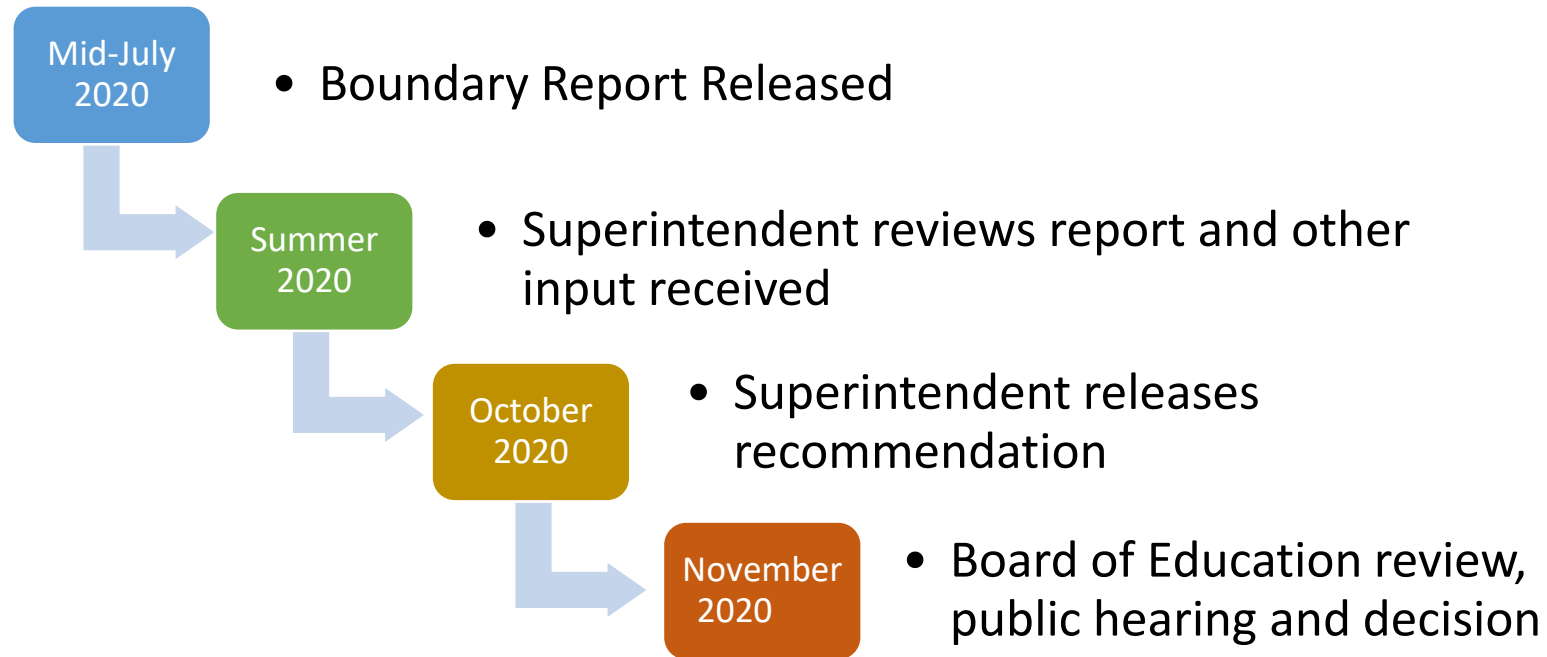 Mid-July
2020
• Boundary Report Released
Summer
2020
• Superintendent reviews report and other
input received
October
2020
• Superintendent releases
recommendation
November
2020
• Board of Education review,
public hearing and decision